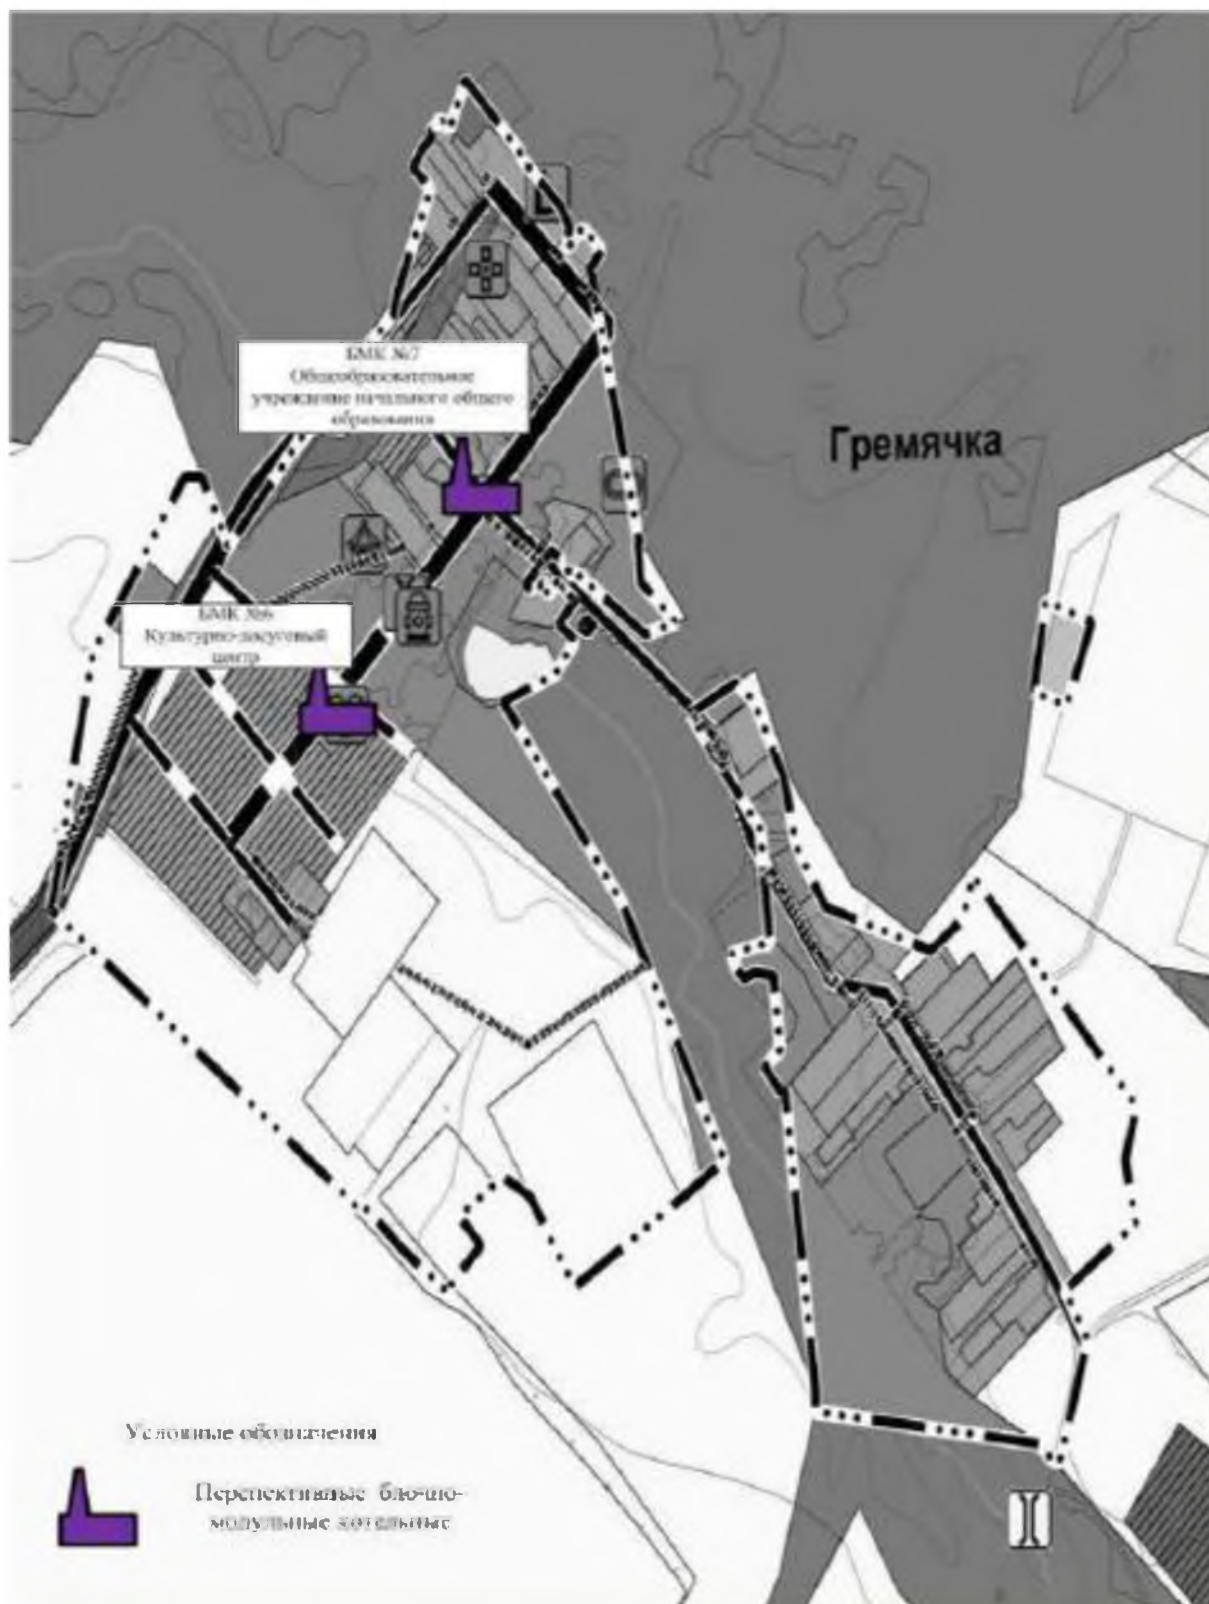 БМК №7
Общеобразовательное
учреждение начального общего
образования
Гремячка
БМК №6
Культурно-досуговый
центр
Условные обозначения
Перспективные блочно-
модульные котельные